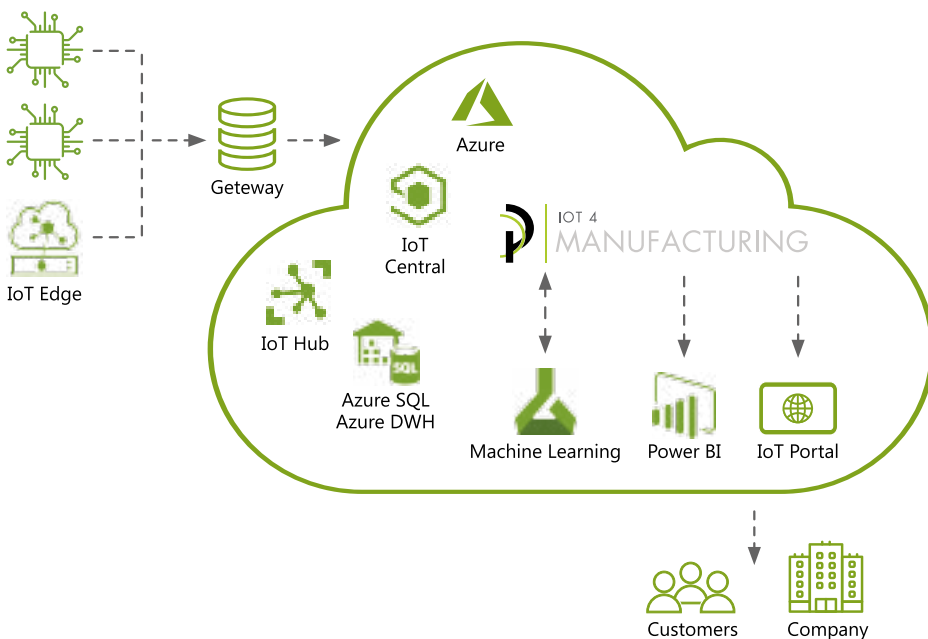 Azure
Geteway
IOT 4
MANUFACTURING
IoT
Central
IoT Edge
IoT Hub
SQL
Azure SQL
Azure DWH
Machine Learning
Power BI
IoT Portal
Customers
Company